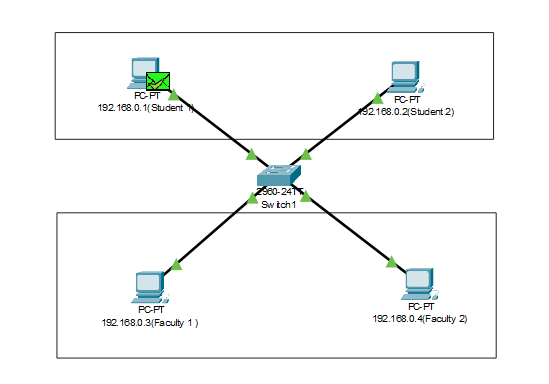 PC-PT
192.168.0.1(Student 1)
PC-PT
192.168.0.2(Student 2)
2960-24TT
Switch1
PC-PT
192.168.0.3(Faculty 1 )
PC-PT
192.168.0.4(Faculty 2)